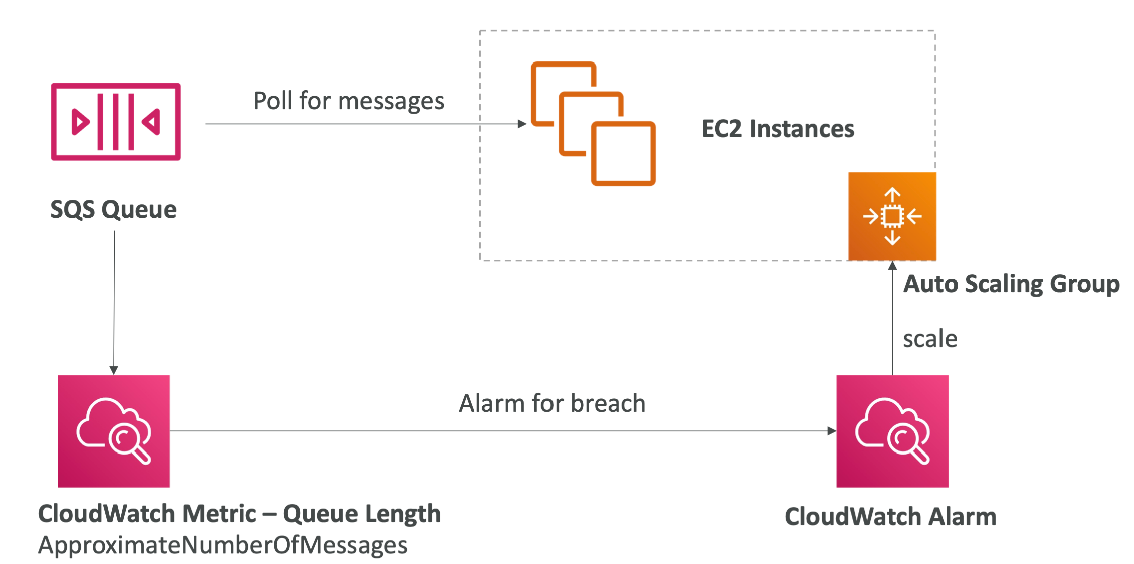 Poll for messages
EC2 Instances
SQS Queue
Auto Scaling Group
scale
Alarm for breach
CloudWatch Metric – Queue Length
ApproximateNumberOfMessages
CloudWatch Alarm